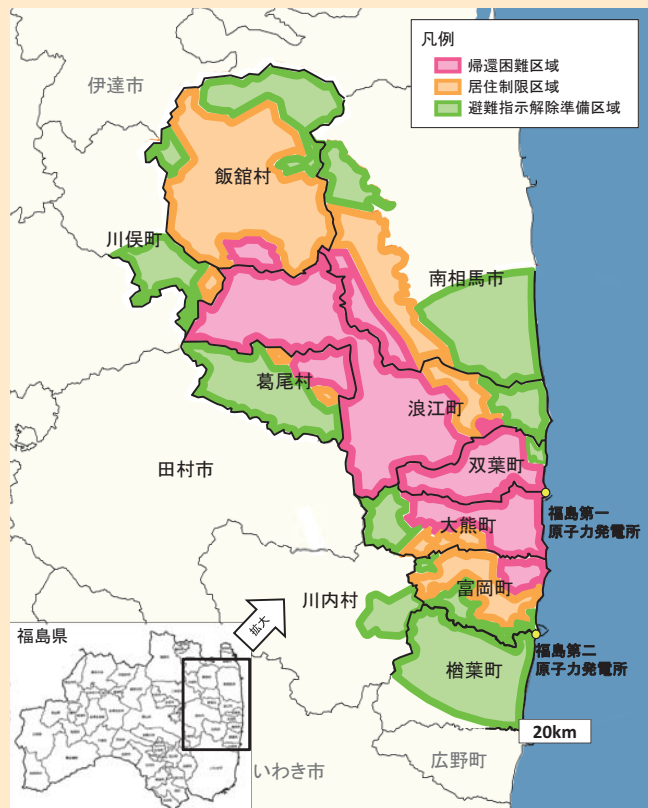 凡例
帰還困難区域
居住制限区域
避難指示解除準備区域
伊達市
飯舘村
川俣町
南相馬市
葛尾村
浪江町
田村市
双葉町
福島第一
原子力発電所
大熊町
富岡町
川内村
拡大
福島県
福島第二
原子力発電所
楢葉町
20km
広野町
いわき市